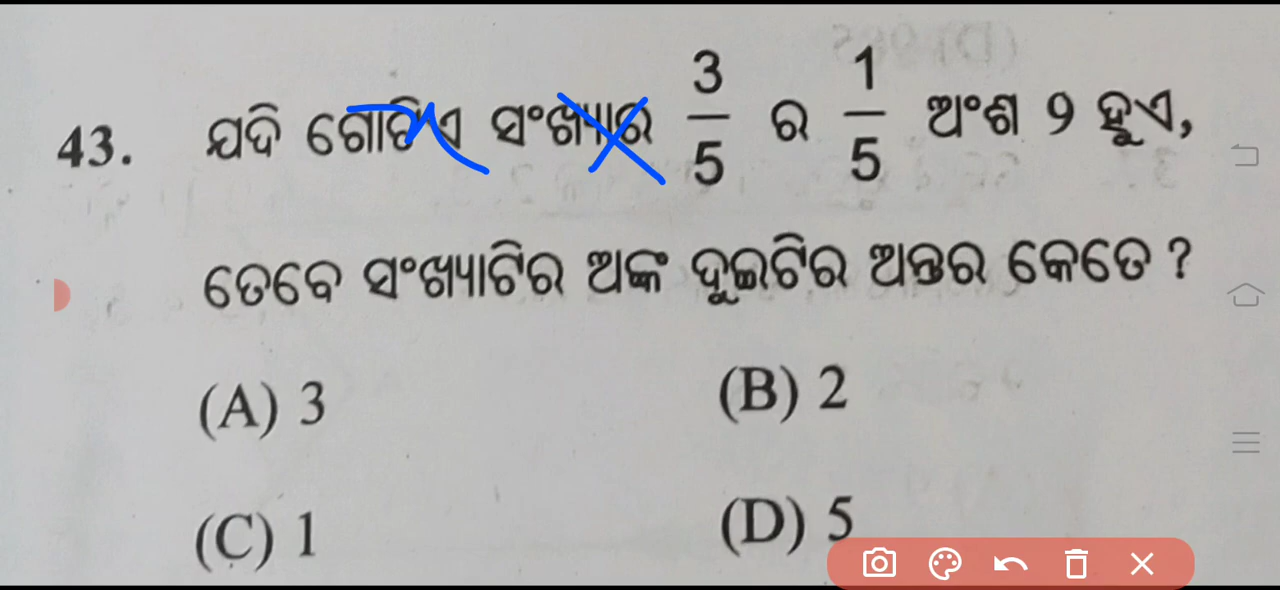 43. ଯଦି ଗୋଟିଏ ସଂଖ୍ୟାର 3/5 ର 1/5 ଅଂଶ 9 ହୁଏ,
ତେବେ ସଂଖ୍ୟାଟିର ଅଙ୍କ ଦୁଇଟିର ଅନ୍ତର କେତେ ?
(A) 3 (B) 2
(C) 1 (D) 5